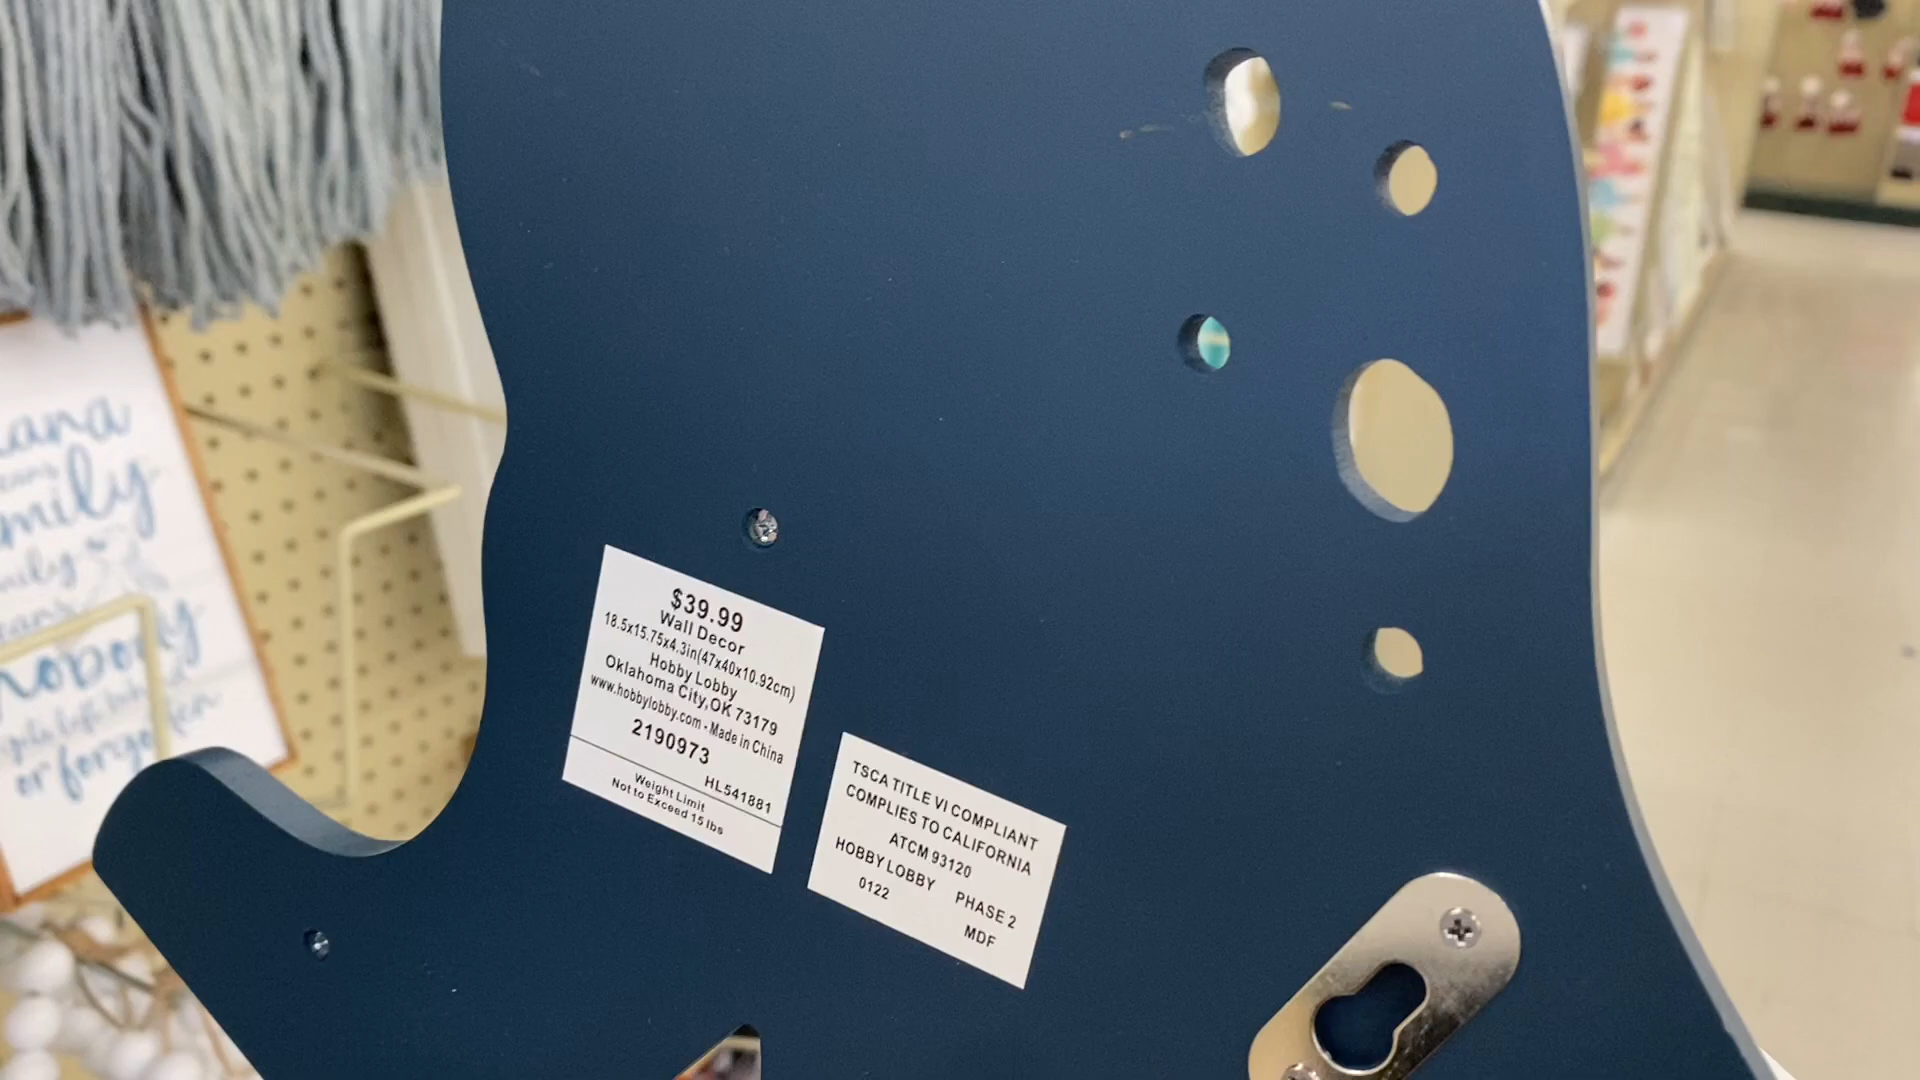 $39.99
Wall Decor
18.5x15.75x4.3in(47x40x10.92cm)
Hobby Lobby
Oklahoma City,OK 73179
www.hobbylobby.com - Made in China
2190973
HL541881
Weight Limit
Not to Exceed 15 lbs
TSCA TITLE VI COMPLIANT
COMPLIES TO CALIFORNIA
ATCM 93120
HOBBY LOBBY PHASE 2
0122
MDF
nobody